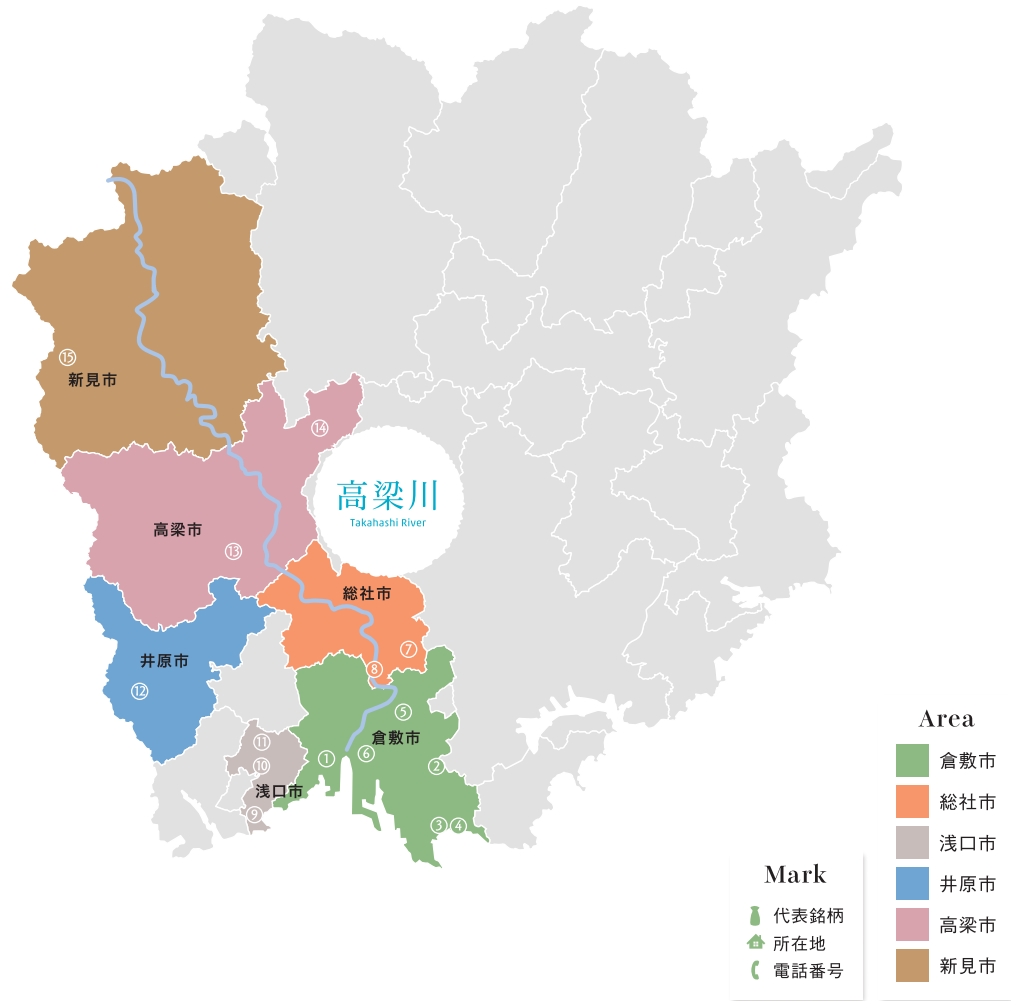 ⑮
新見市
⑭
高梁川
Takahashi River
高梁市
⑬
総社市
⑦
⑧
井原市
⑫
⑤
倉敷市
⑥
①
②
⑪
⑩
浅口市
⑨
③
④
Area
倉敷市
総社市
浅口市
井原市
高梁市
新見市
Mark
代表銘柄
所在地
電話番号